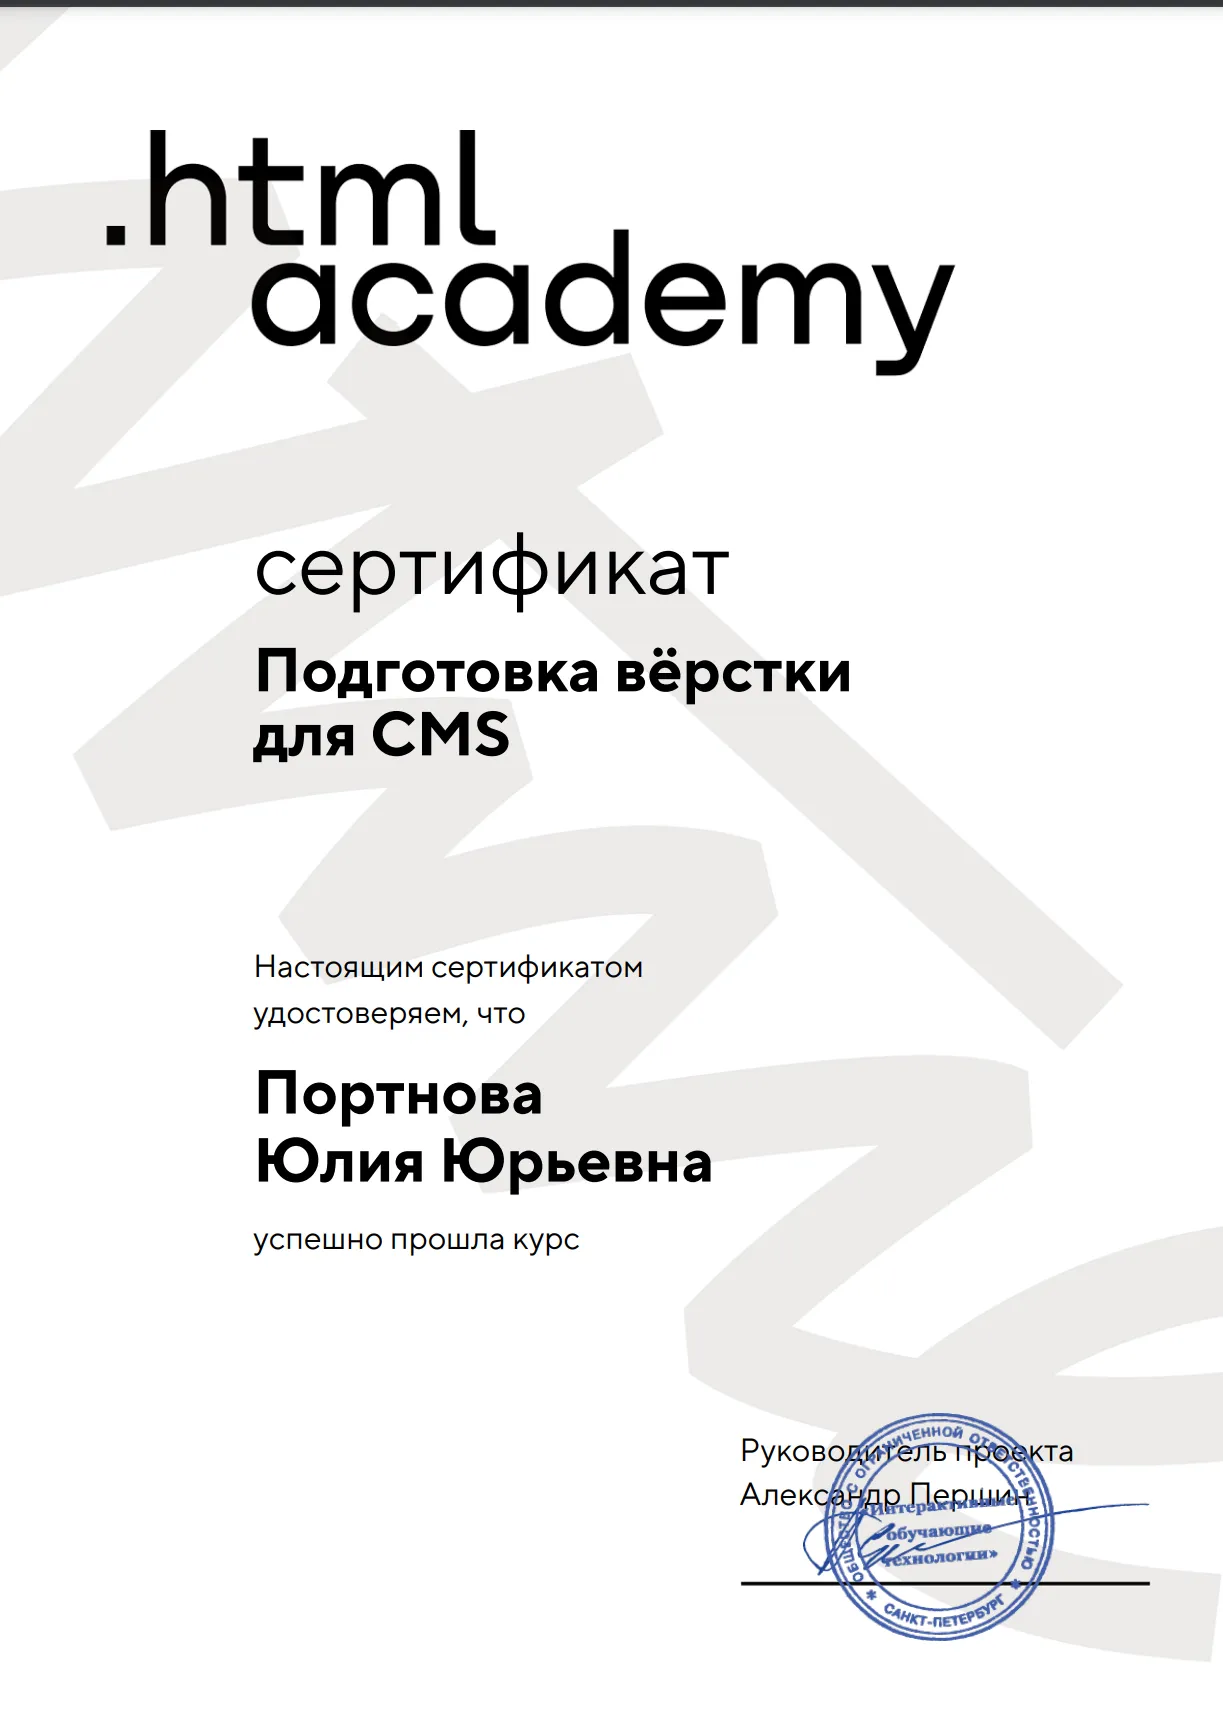 .html
academy
сертификат
Подготовка вёрстки
для CMS
Настоящим сертификатом
удостоверяем, что
Портнова
Юлия Юрьевна
успешно прошла курс
Руководитель проекта
Александр Першин
ОБЩЕСТВО С ОГРАНИЧЕННОЙ ОТВЕТСТВЕННОСТЬЮ
«Интерактивные
обучающие
технологии»
* САНКТ-ПЕТЕРБУРГ *